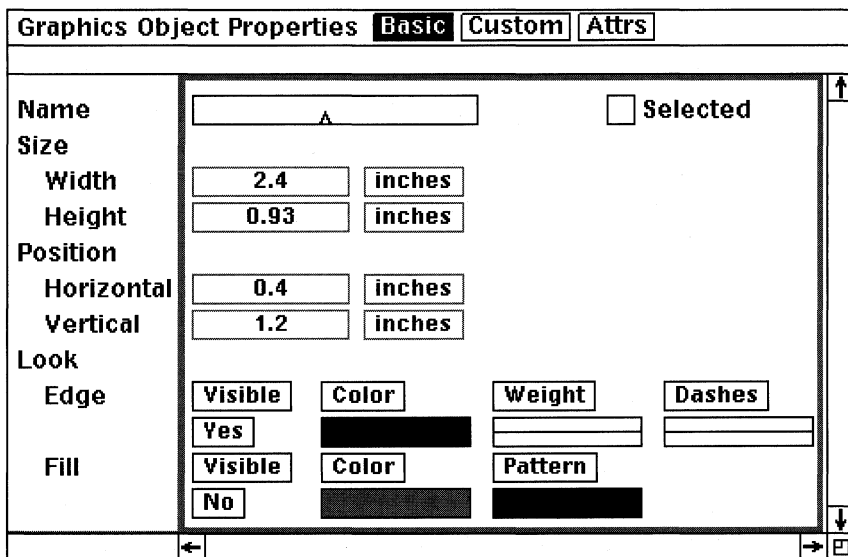 Graphics Object Properties Basic Custom Attrs
Name Selected
Size
Width 2.4 inches
Height 0.93 inches
Position
Horizontal 0.4 inches
Vertical 1.2 inches
Look
Edge Visible Color Weight Dashes
Yes
Fill Visible Color Pattern
No